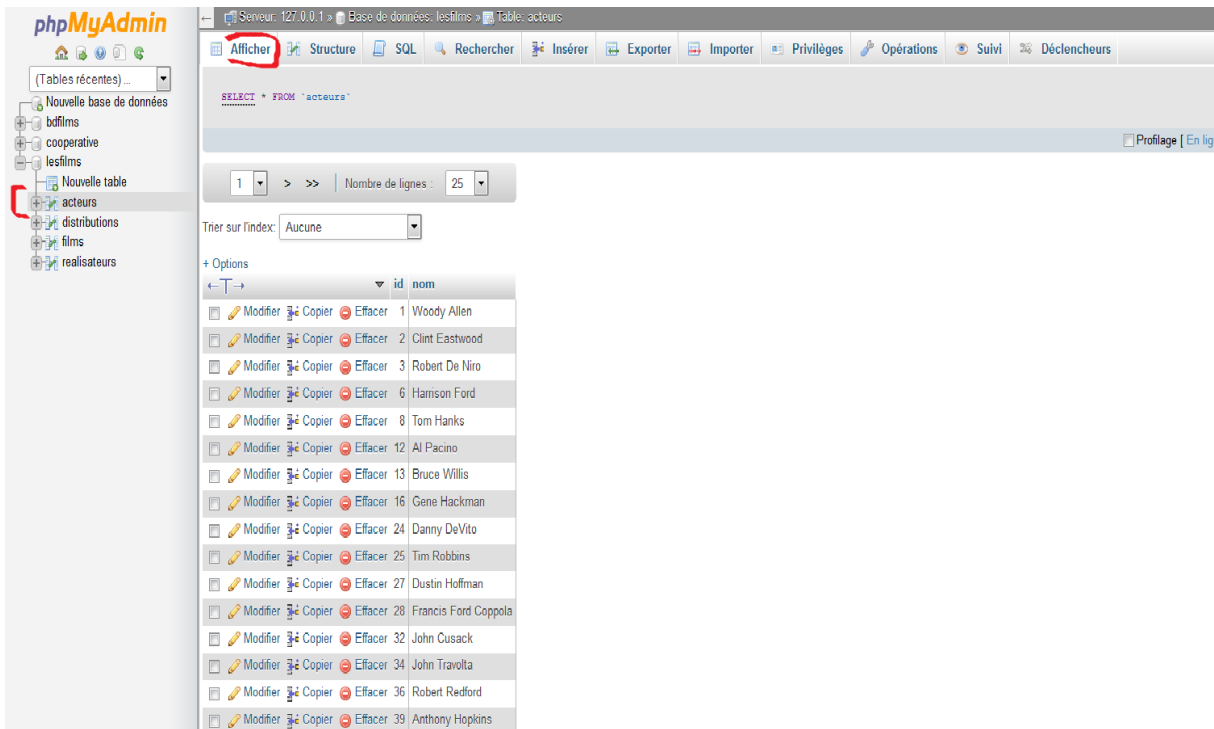 phpMyAdmin
(Tables récentes) ...
Nouvelle base de données
bdfilms
cooperative
lesfilms
Nouvelle table
acteurs
distributions
films
realisateurs
Serveur: 127.0.0.1 » Base de données: lesfilms » Table: acteurs
Afficher Structure SQL Rechercher Insérer Exporter Importer Privilèges Opérations Suivi Déclencheurs
SELECT * FROM `acteurs`
Profilage [ En lig
1 > >> Nombre de lignes : 25
Trier sur l'index: Aucune
+ Options
←T→ id nom
Modifier Copier Effacer 1 Woody Allen
Modifier Copier Effacer 2 Clint Eastwood
Modifier Copier Effacer 3 Robert De Niro
Modifier Copier Effacer 6 Harrison Ford
Modifier Copier Effacer 8 Tom Hanks
Modifier Copier Effacer 12 Al Pacino
Modifier Copier Effacer 13 Bruce Willis
Modifier Copier Effacer 16 Gene Hackman
Modifier Copier Effacer 24 Danny DeVito
Modifier Copier Effacer 25 Tim Robbins
Modifier Copier Effacer 27 Dustin Hoffman
Modifier Copier Effacer 28 Francis Ford Coppola
Modifier Copier Effacer 32 John Cusack
Modifier Copier Effacer 34 John Travolta
Modifier Copier Effacer 36 Robert Redford
Modifier Copier Effacer 39 Anthony Hopkins